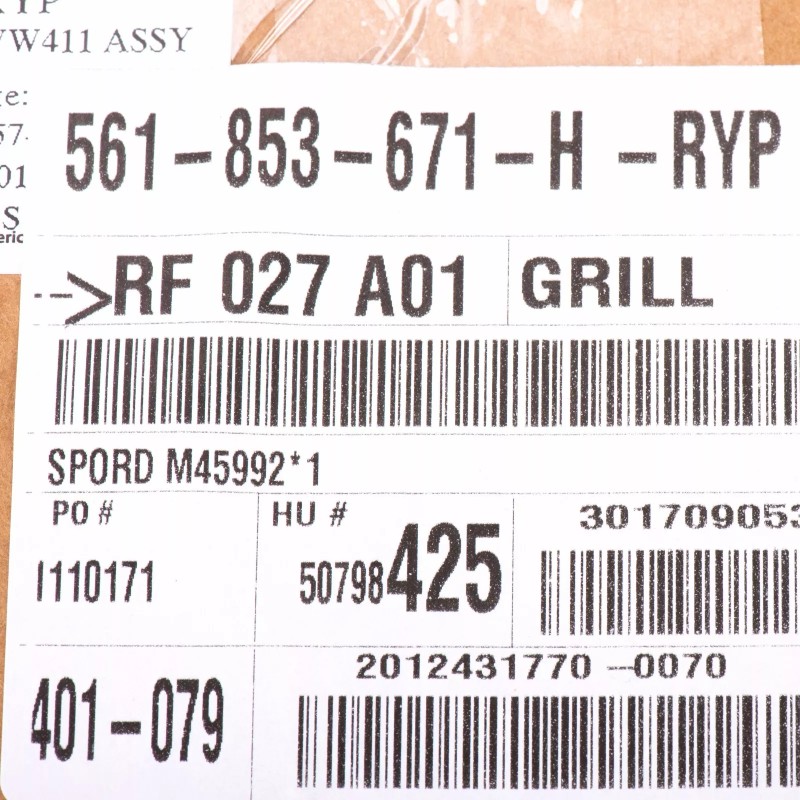 VW411 ASSY
561-853-671-H -RYP
-->RF 027 A01 GRILL
SPORD M45992*1
PO # HU # 301709053
I110171 50798425
2012431770 -0070
401-079